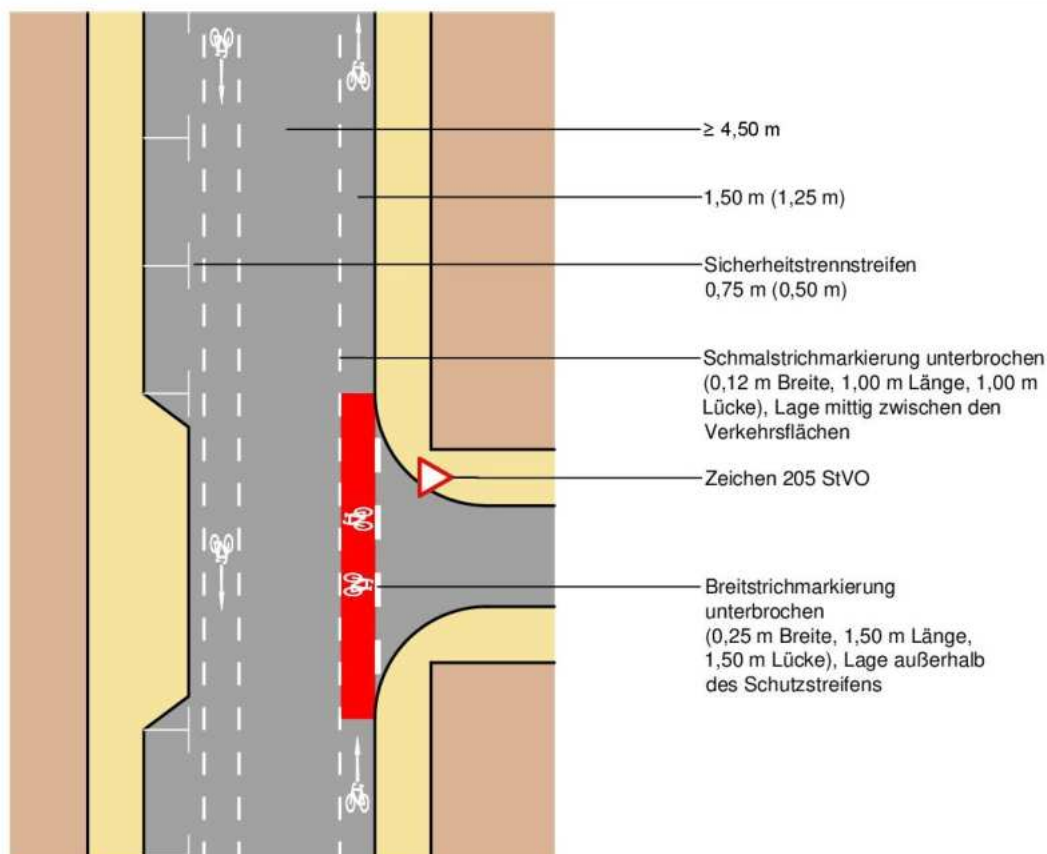 ≥ 4,50 m
1,50 m (1,25 m)
Sicherheitstrennstreifen
0,75 m (0,50 m)
Schmalstrichmarkierung unterbrochen
(0,12 m Breite, 1,00 m Länge, 1,00 m
Lücke), Lage mittig zwischen den
Verkehrsflächen
Zeichen 205 StVO
Breitstrichmarkierung
unterbrochen
(0,25 m Breite, 1,50 m Länge,
1,50 m Lücke), Lage außerhalb
des Schutzstreifens